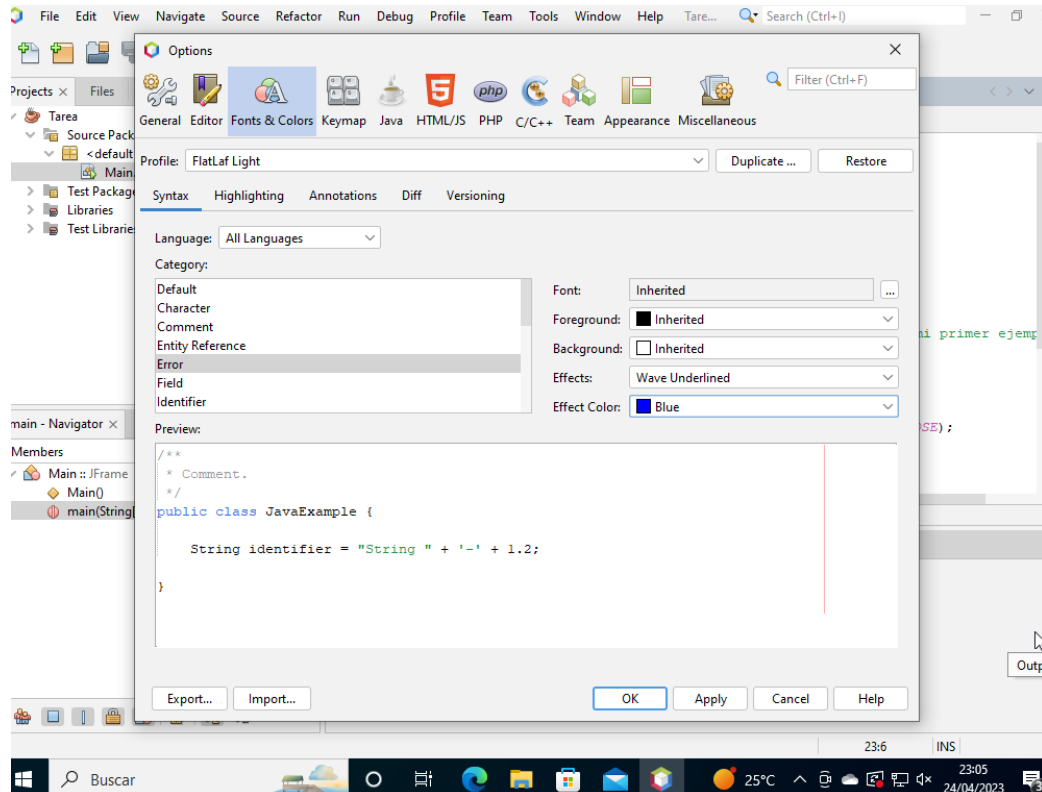 File Edit View Navigate Source Refactor Run Debug Profile Team Tools Window Help Tare... Search (Ctrl+I)
Options
Filter (Ctrl+F)
General Editor Fonts & Colors Keymap Java HTML/JS PHP C/C++ Team Appearance Miscellaneous
Profile: FlatLaf Light Duplicate ... Restore
Syntax Highlighting Annotations Diff Versioning
Language: All Languages
Category:
Default
Character
Comment
Entity Reference
Error
Field
Identifier
Font: Inherited ...
Foreground: Inherited
Background: Inherited
Effects: Wave Underlined
Effect Color: Blue
Preview:
/**
* Comment.
*/
public class JavaExample {
String identifier = "String " + '-' + 1.2;
}
Export... Import... OK Apply Cancel Help
Projects Files
Tarea
Source Pack
<default
Main.
Test Package
Libraries
Test Librarie
main - Navigator
Members
Main :: JFrame
Main()
main(String[
mi primer ejemp
OSE);
Outp
23:6 INS
Buscar
php
25°C
23:05
24/04/2023
3